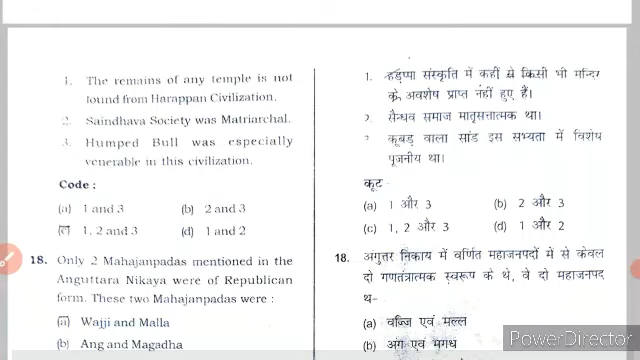 1. The remains of any temple is not
found from Harappan Civilization.
2. Saindhava Society was Matriarchal.
3. Humped Bull was especially
venerable in this civilization.
Code :
(a) 1 and 3 (b) 2 and 3
(c) 1, 2 and 3 (d) 1 and 2
18. Only 2 Mahajanpadas mentioned in the
Anguttara Nikaya were of Republican
form. These two Mahajanpadas were :
(a) Wajji and Malla
(b) Ang and Magadha
1. हड़प्पा संस्कृति में कहीं से किसी भी मन्दिर
के अवशेष प्राप्त नहीं हुए हैं।
2. सैन्धव समाज मातृसत्तात्मक था।
3. कूबड़ वाला सांड इस सभ्यता में विशेष
पूजनीय था।
कूट :
(a) 1 और 3 (b) 2 और 3
(c) 1, 2 और 3 (d) 1 और 2
18. अंगुत्तर निकाय में वर्णित महाजनपदों में से केवल
दो गणतंत्रात्मक स्वरूप के थे, वे दो महाजनपद
थे-
(a) वज्जि एवं मल्ल
(b) अंग एवं मगध
PowerDirector